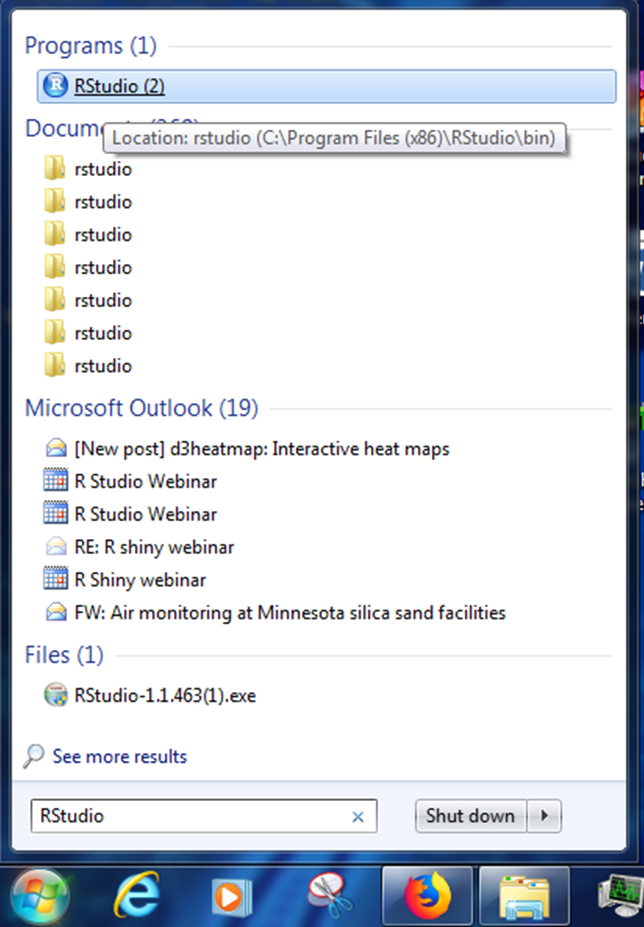 Programs (1)
RStudio (2)
Location: rstudio (C:\Program Files (x86)\RStudio\bin)
rstudio
rstudio
rstudio
rstudio
rstudio
rstudio
rstudio
Microsoft Outlook (19)
[New post] d3heatmap: Interactive heat maps
R Studio Webinar
R Studio Webinar
RE: R shiny webinar
R Shiny webinar
FW: Air monitoring at Minnesota silica sand facilities
Files (1)
RStudio-1.1.463(1).exe
See more results
RStudio
Shut down